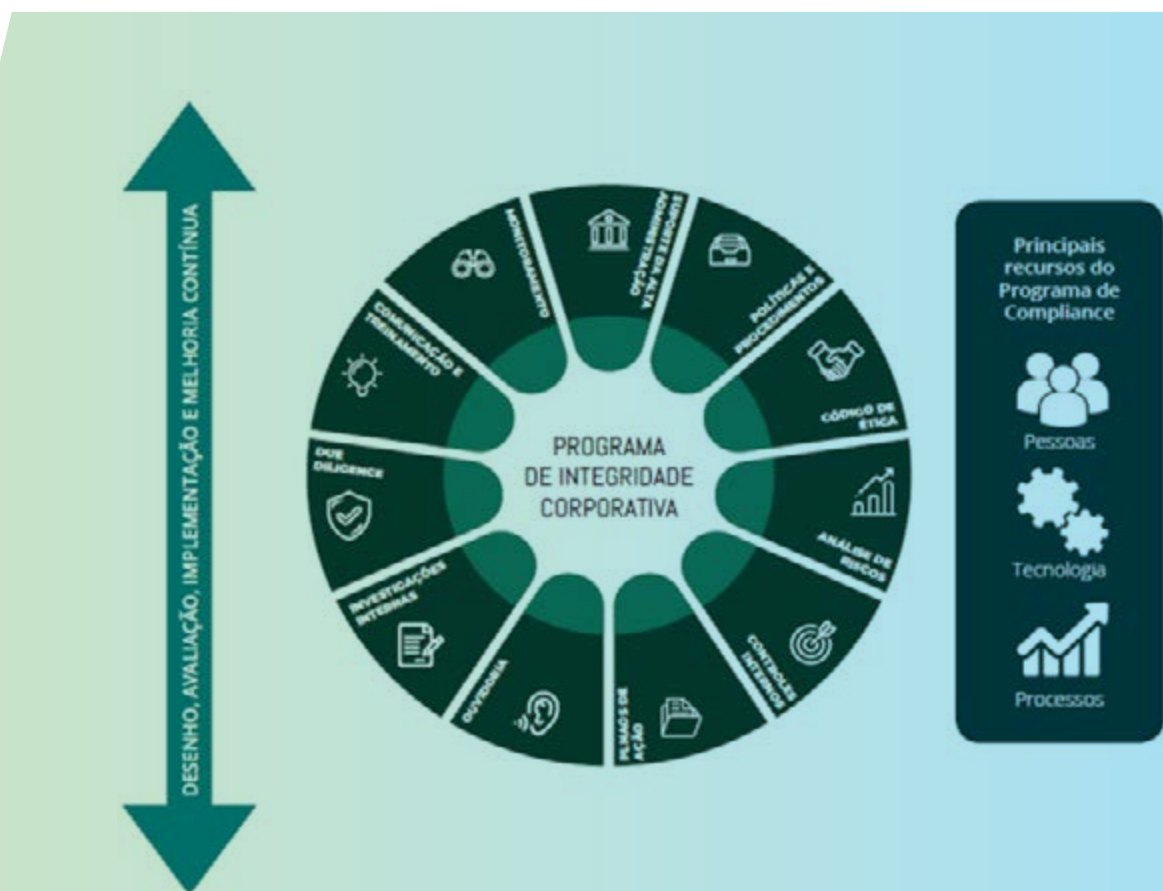 DESENHO, AVALIAÇÃO, IMPLEMENTAÇÃO E MELHORIA CONTÍNUA
SUPORTE DA ALTA
ADMINISTRAÇÃO
POLÍTICAS E
PROCEDIMENTOS
CÓDIGO DE
ÉTICA
ANÁLISE DE
RISCOS
CONTROLES
INTERNOS
PLNAOS DE
AÇÃO
OUVIDORIA
INVESTIGAÇÕES
INTERNAS
DUE
DILIGENCE
COMUNICAÇÃO E
TREINAMENTO
MONITORAMENTO
PROGRAMA
DE INTEGRIDADE
CORPORATIVA
Principais
recursos do
Programa de
Compliance
Pessoas
Tecnologia
Processos